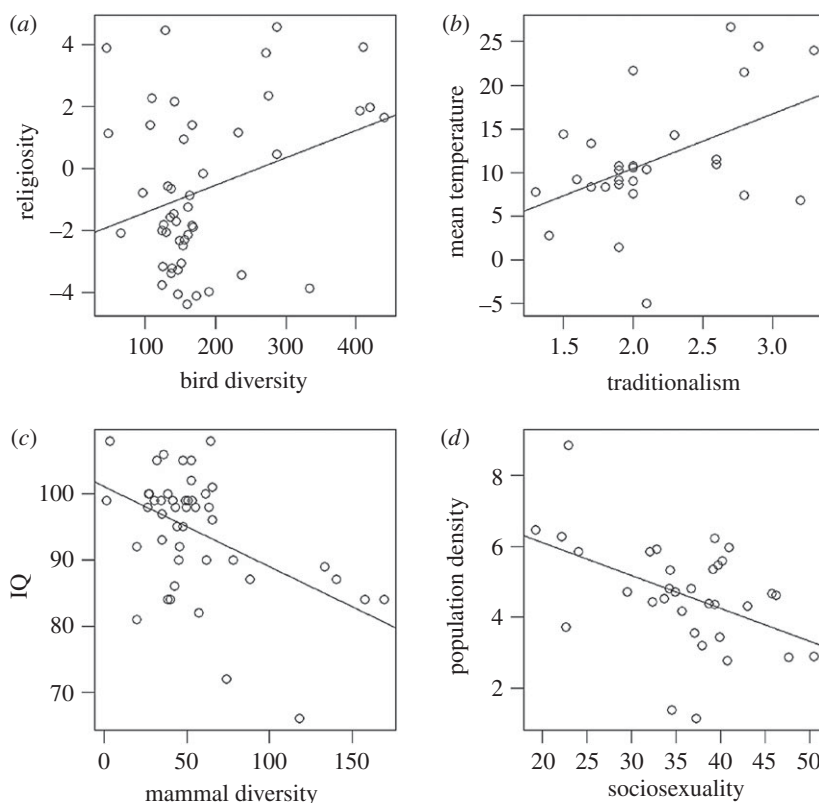 (a)
4
2
0
−2
−4
religiosity
100 200 300 400
bird diversity
(b)
25
20
15
10
5
0
−5
mean temperature
1.5 2.0 2.5 3.0
traditionalism
(c)
100
90
80
70
IQ
0 50 100 150
mammal diversity
(d)
8
6
4
2
population density
20 25 30 35 40 45 50
sociosexuality